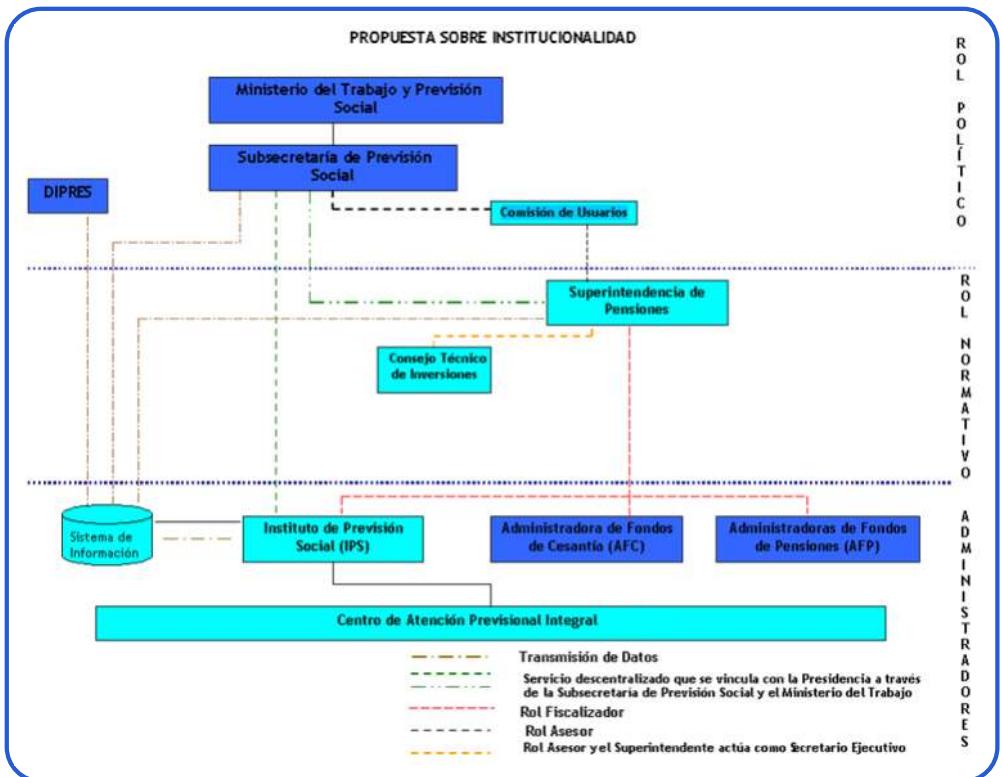 PROPUESTA SOBRE INSTITUCIONALIDAD
ROL POLÍTICO
Ministerio del Trabajo y Previsión
Social
Subsecretaría de Previsión
Social
DIPRES
Comisión de Usuarios
ROL NORMATIVO
Superintendencia de
Pensiones
Consejo Técnico
de Inversiones
ADMINISTRADORES
Sistema de
Información
Instituto de Previsión
Social (IPS)
Administradora de Fondos
de Cesantía (AFC)
Administradoras de Fondos
de Pensiones (AFP)
Centro de Atención Previsional Integral
Transmisión de Datos
Servicio descentralizado que se vincula con la Presidencia a través
de la Subsecretaría de Previsión Social y el Ministerio del Trabajo
Rol Fiscalizador
Rol Asesor
Rol Asesor y el Superintendente actúa como Secretario Ejecutivo